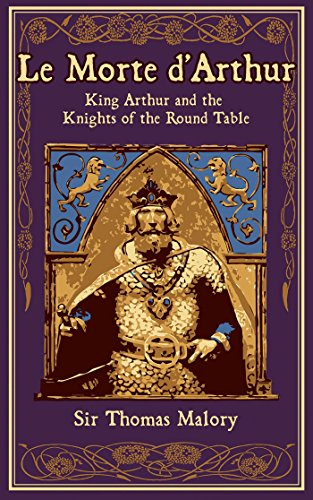 Le Morte d'Arthur
King Arthur and the
Knights of the Round Table
Sir Thomas Malory